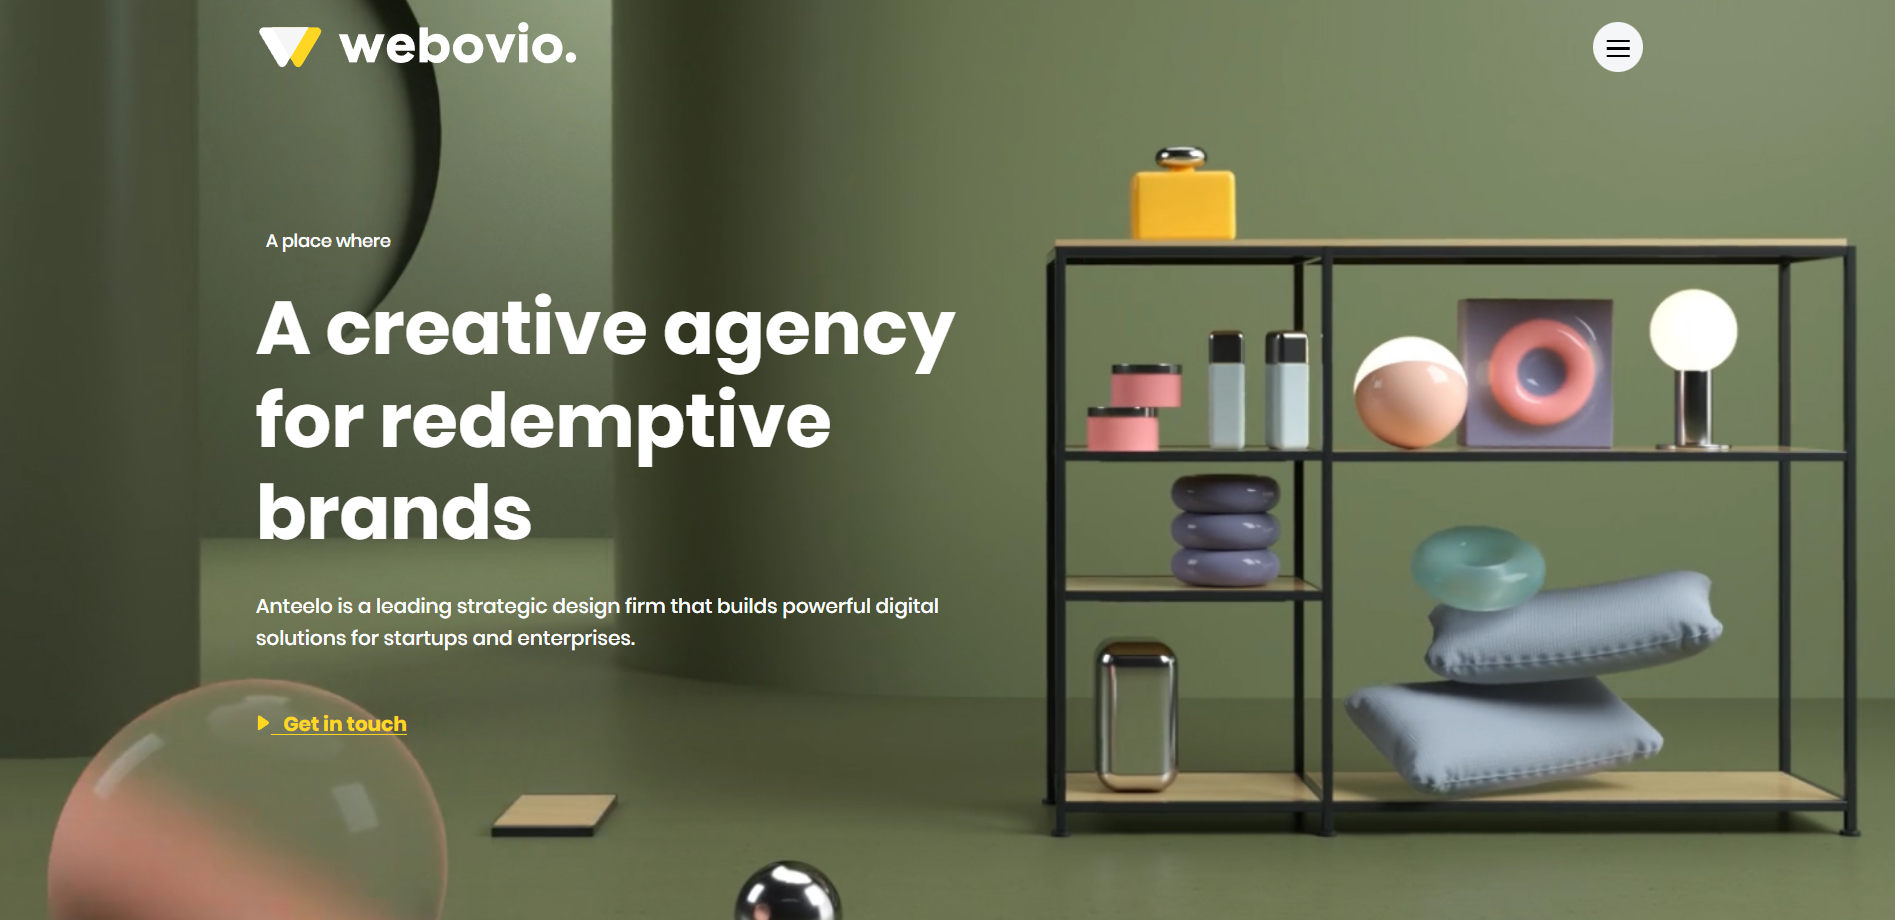 webovio.
A place where
A creative agency
for redemptive
brands
Anteelo is a leading strategic design firm that builds powerful digital
solutions for startups and enterprises.
Get in touch